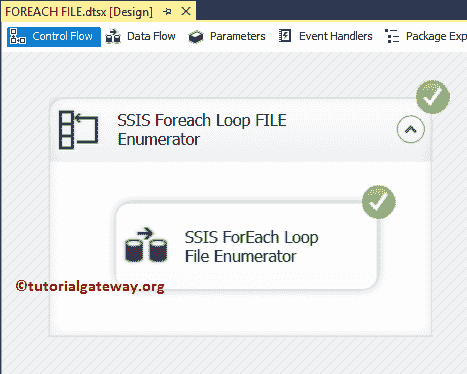 FOREACH FILE.dtsx [Design]
Control Flow Data Flow Parameters Event Handlers Package Exp
SSIS Foreach Loop FILE
Enumerator
SSIS ForEach Loop
File Enumerator
©tutorialgateway.org